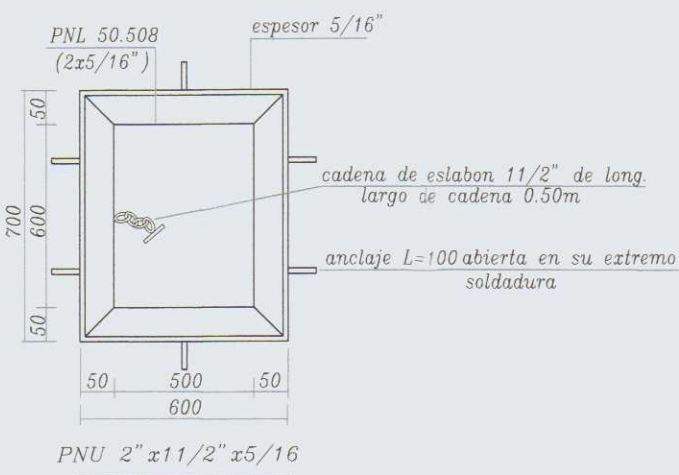 PNL 50.508
(2x5/16")
espesor 5/16"
50
600
50
700
cadena de eslabon 11/2" de long.
largo de cadena 0.50m
anclaje L=100 abierta en su extremo
soldadura
50
500
50
600
PNU 2"x11/2"x5/16